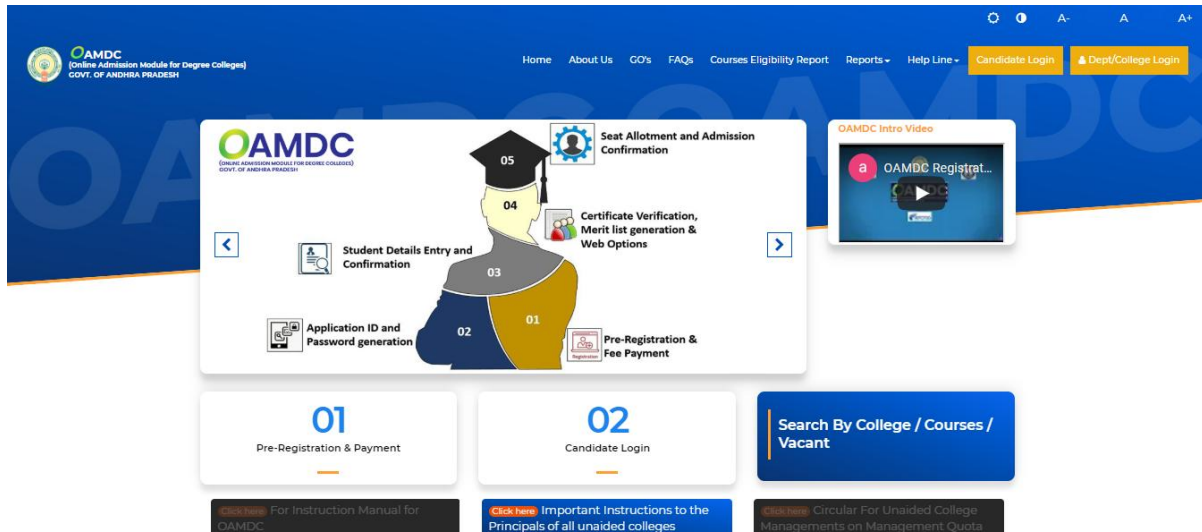 A- A A+
OAMDC
(Online Admission Module for Degree Colleges)
GOVT. OF ANDHRA PRADESH
Home About Us GO's FAQs Courses Eligibility Report Reports Help Line Candidate Login Dept/College Login
OAMDC OAMDC
OAMDC
(ONLINE ADMISSION MODULE FOR DEGREE COLLEGES)
GOVT. OF ANDHRA PRADESH
05
Seat Allotment and Admission
Confirmation
04
Certificate Verification,
Merit list generation &
Web Options
Student Details Entry and
Confirmation
03
Application ID and
Password generation
02
01
Registration
Pre-Registration &
Fee Payment
OAMDC Intro Video
a OAMDC Registrat...
OAMDC
01
Pre-Registration & Payment
02
Candidate Login
Search By College / Courses /
Vacant
Click here For Instruction Manual for
OAMDC
Click here Important Instructions to the
Principals of all unaided colleges
Click here Circular For Unaided College
Managements on Management Quota